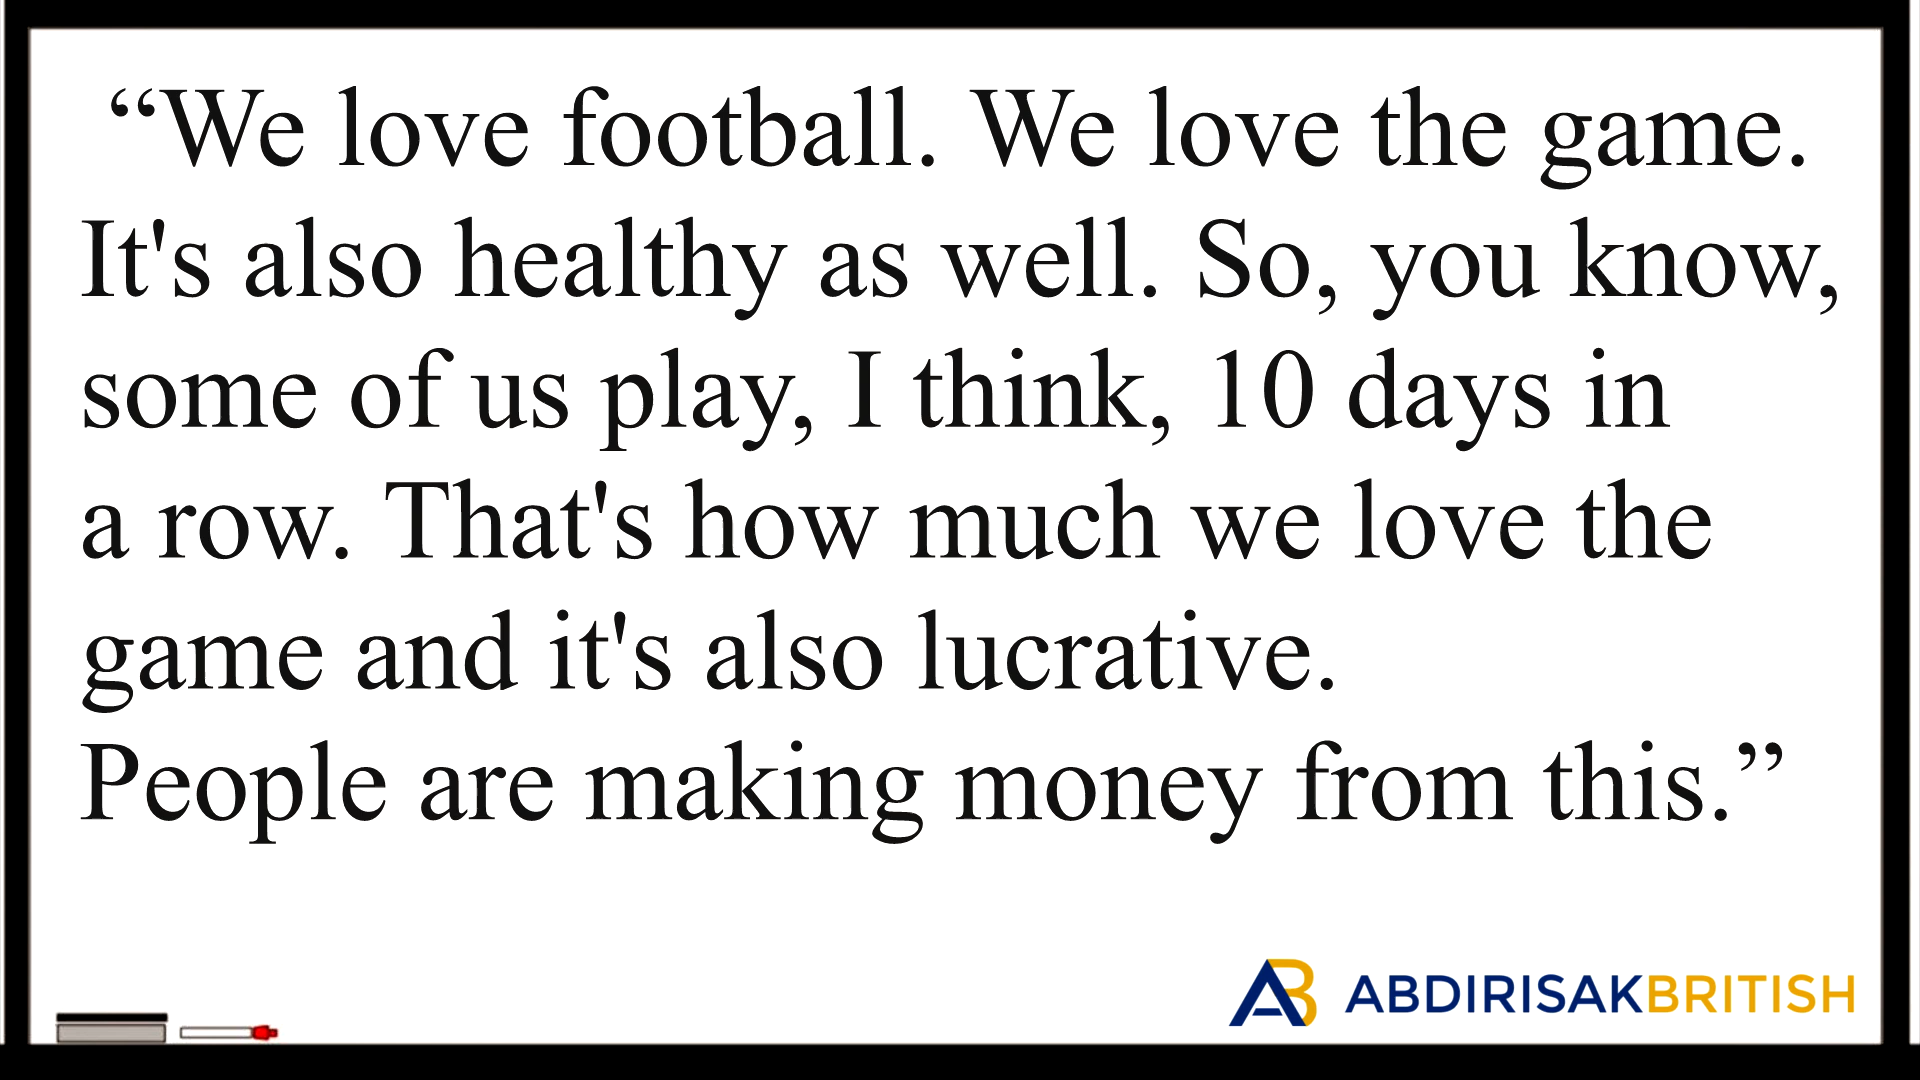 “We love football. We love the game.
It's also healthy as well. So, you know,
some of us play, I think, 10 days in
a row. That's how much we love the
game and it's also lucrative.
People are making money from this.”
AB ABDIRISAKBRITISH